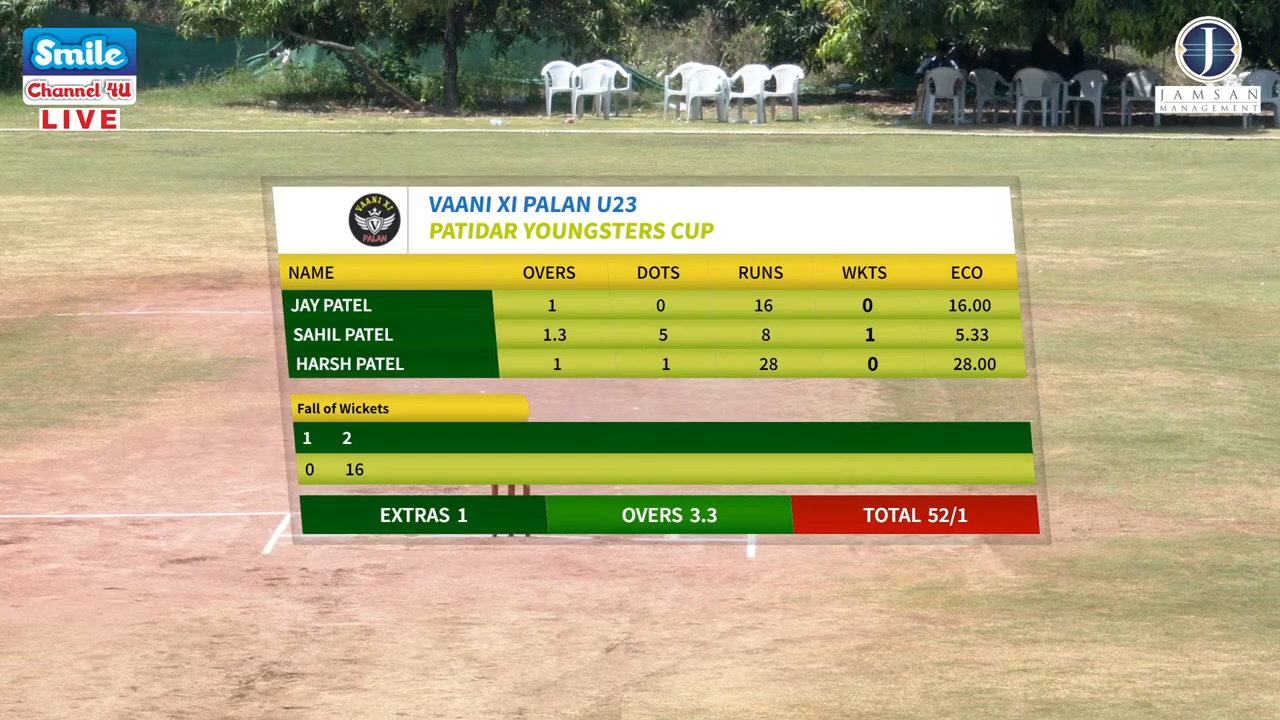 Smile
Channel 4U
LIVE
J
JAMSAN
MANAGEMENT
VAANI XI
PALAN
VAANI XI PALAN U23
PATIDAR YOUNGSTERS CUP
NAME OVERS DOTS RUNS WKTS ECO
JAY PATEL 1 0 16 0 16.00
SAHIL PATEL 1.3 5 8 1 5.33
HARSH PATEL 1 1 28 0 28.00
Fall of Wickets
1 2
0 16
EXTRAS 1 OVERS 3.3 TOTAL 52/1